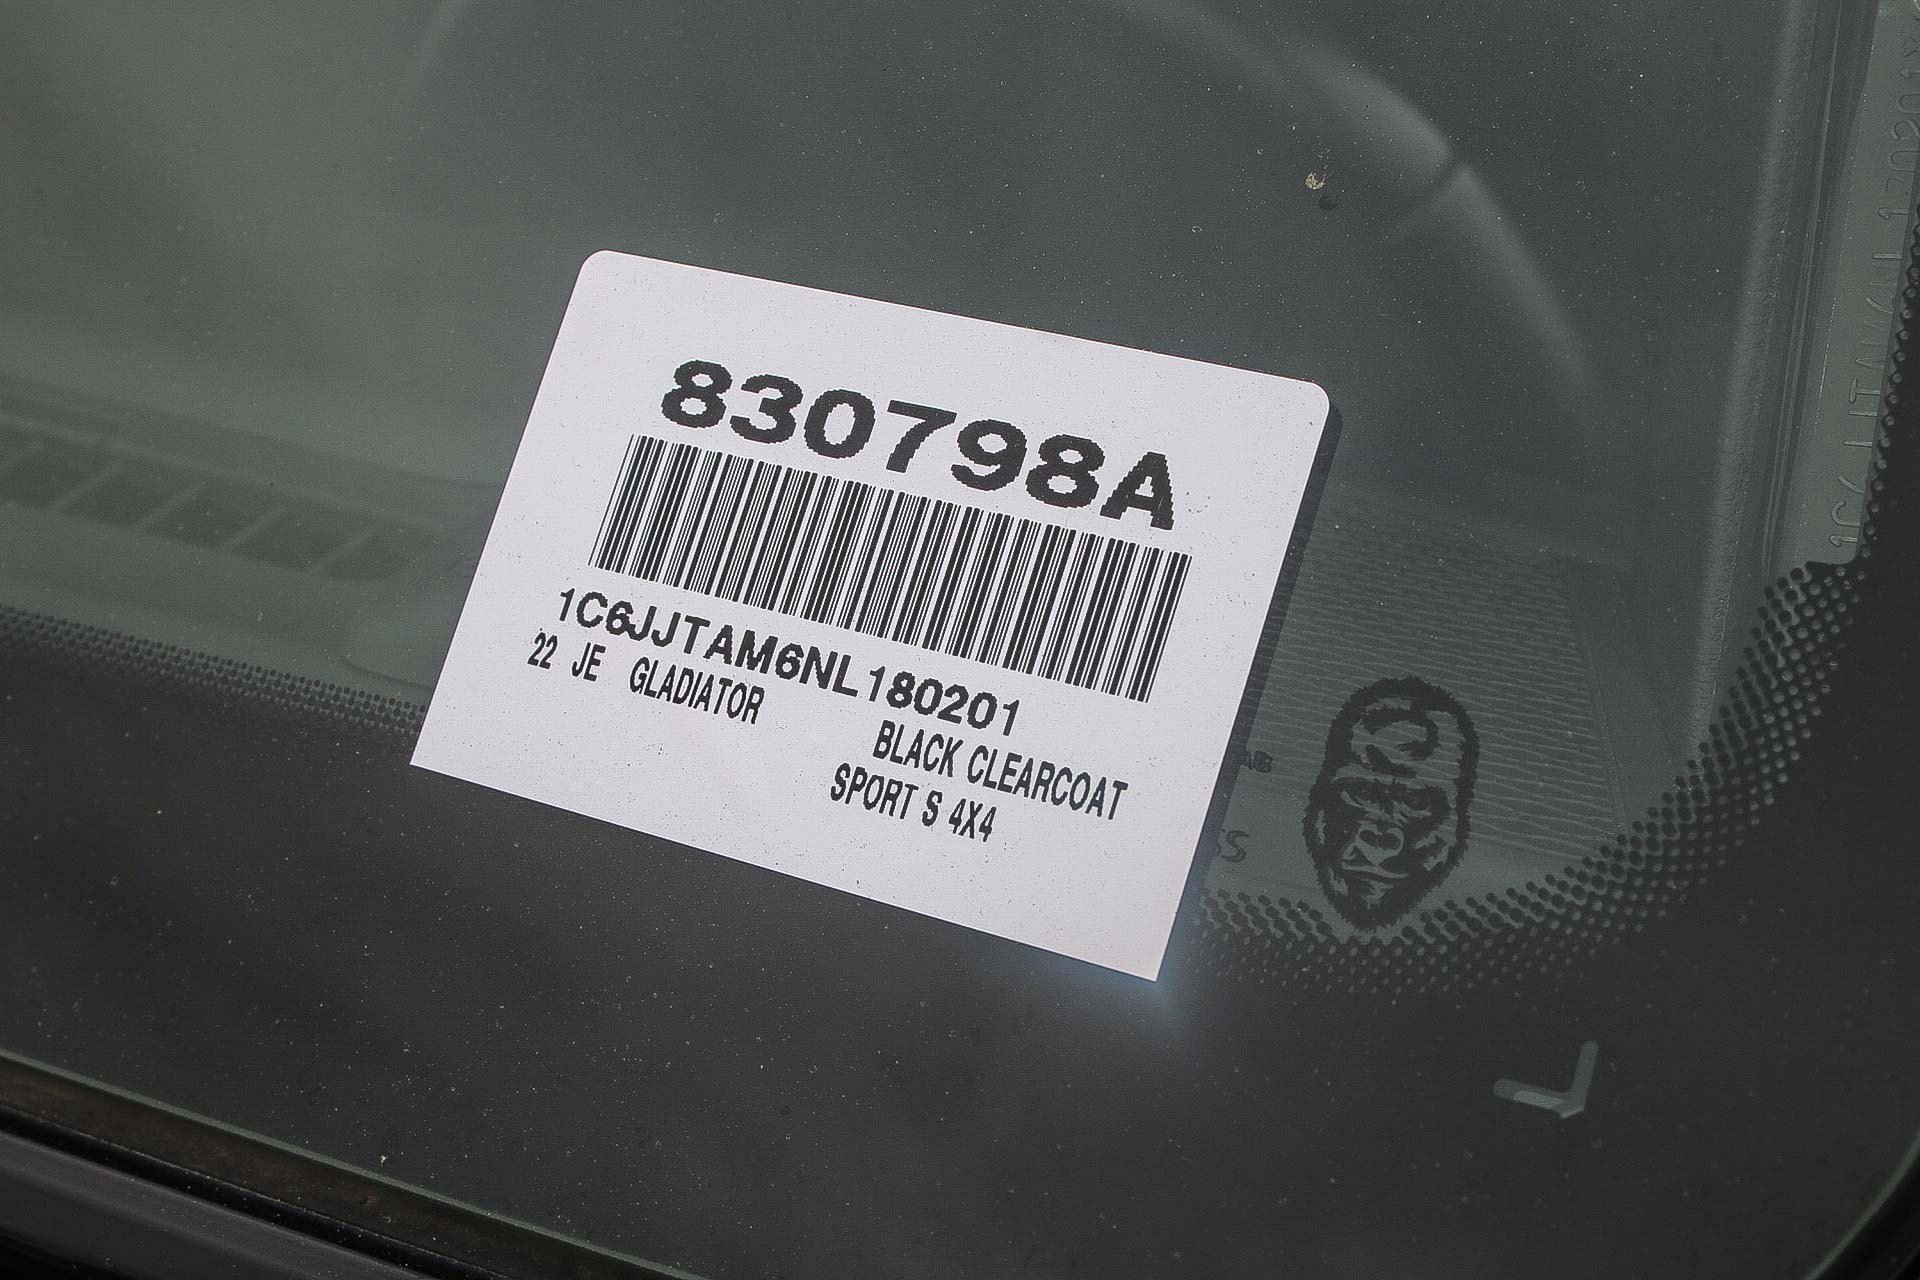 830798A
1C6JJTAM6NL180201
22 JE GLADIATOR
BLACK CLEARCOAT
SPORT S 4X4